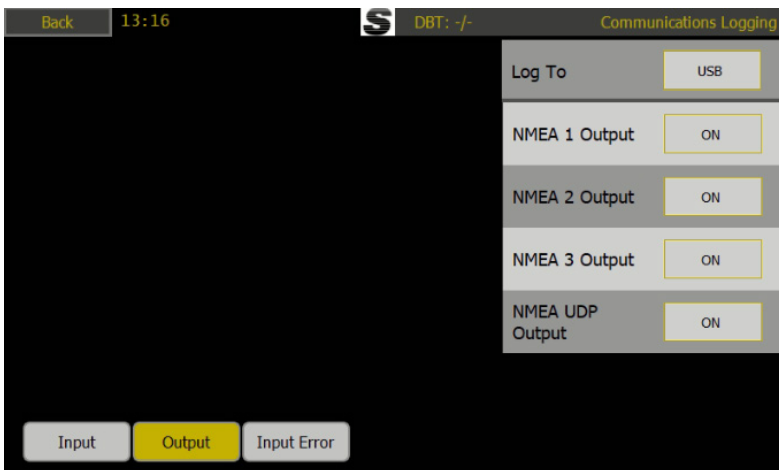 Back 13:16 S DBT: -/- Communications Logging
Log To USB
NMEA 1 Output ON
NMEA 2 Output ON
NMEA 3 Output ON
NMEA UDP
Output ON
Input Output Input Error